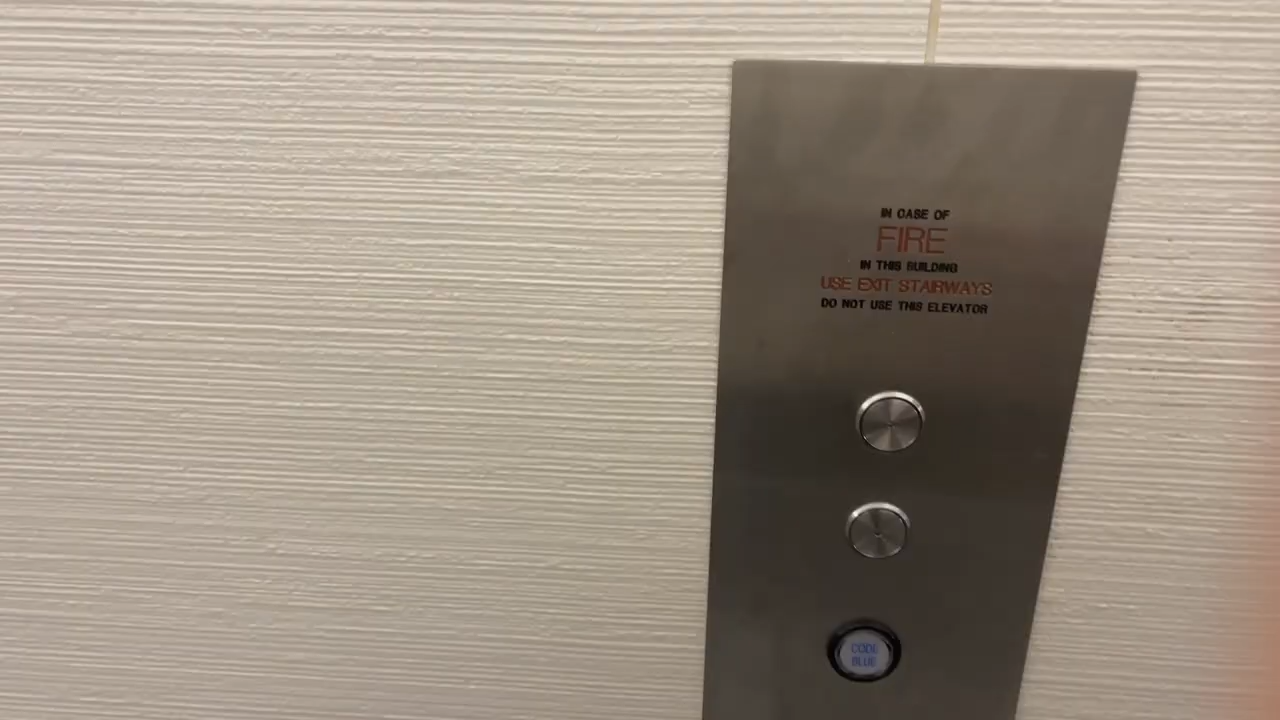 IN CASE OF
FIRE
IN THIS BUILDING
USE EXIT STAIRWAYS
DO NOT USE THIS ELEVATOR
CODE
BLUE